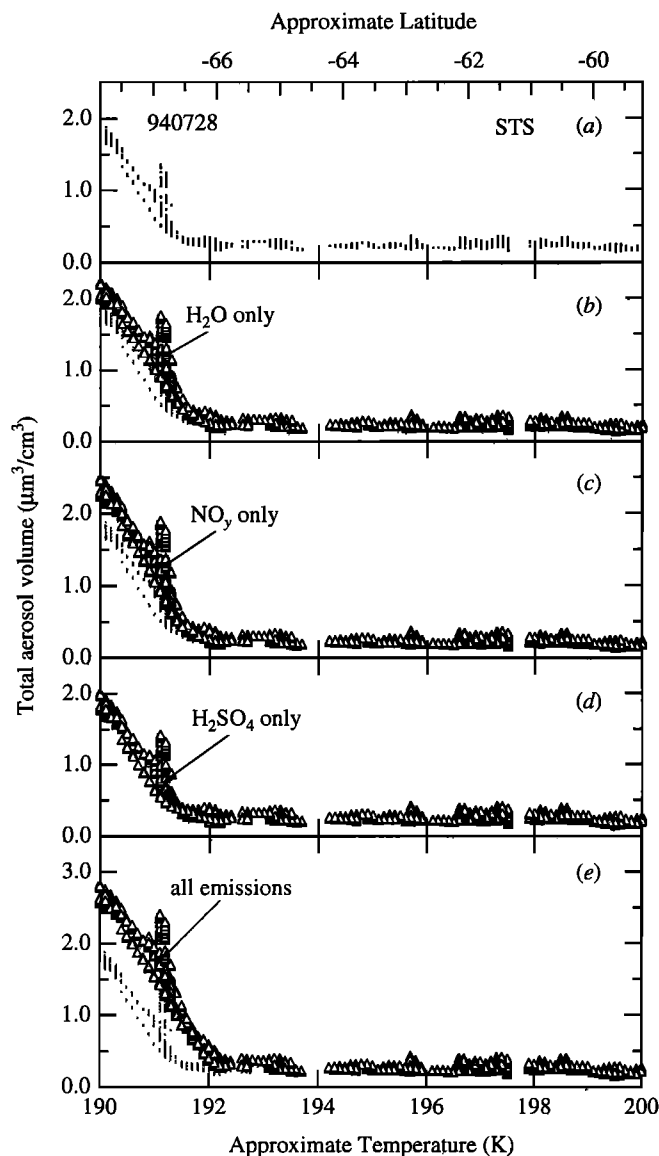 Approximate Latitude
-66 -64 -62 -60
2.0 940728 STS (a)
1.0
0.0
2.0 H₂O only (b)
1.0
0.0
(c)
2.0 NOy only
1.0
0.0
2.0 H₂SO₄ only (d)
1.0
0.0
3.0 all emissions (e)
2.0
1.0
0.0
Total aerosol volume (μm³/cm³)
190 192 194 196 198 200
Approximate Temperature (K)